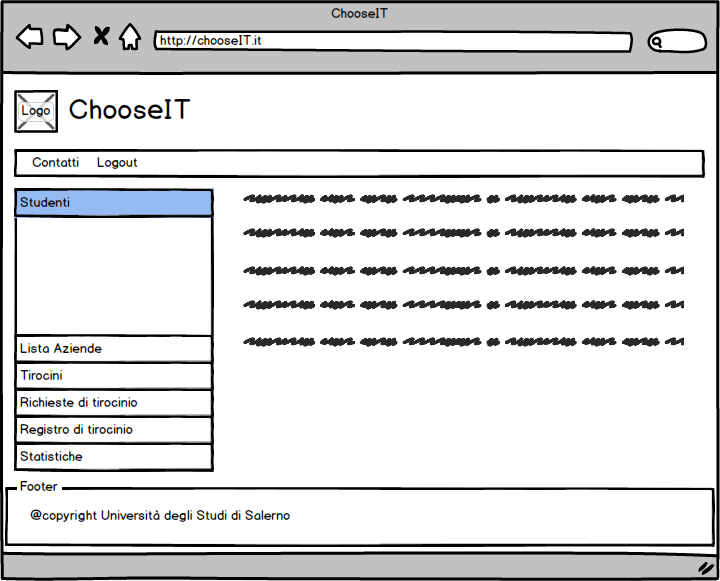 ChooseIT
http://chooseIT.it
Logo
ChooseIT
Contatti Logout
Studenti
Lista Aziende
Tirocini
Richieste di tirocinio
Registro di tirocinio
Statistiche
Footer
@copyright Università degli Studi di Salerno